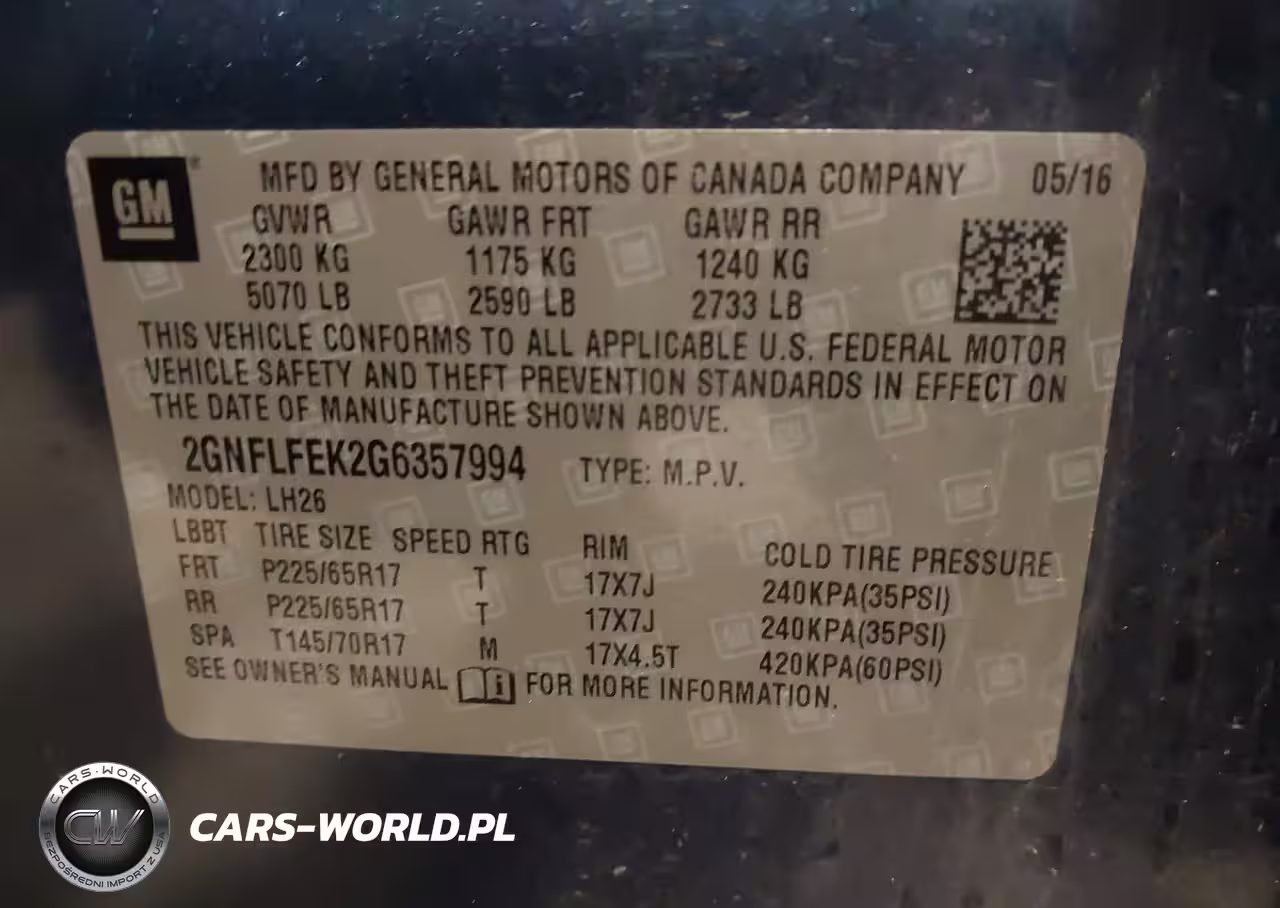 GM
MFD BY GENERAL MOTORS OF CANADA COMPANY 05/16
GVWR GAWR FRT GAWR RR
2300 KG 1175 KG 1240 KG
5070 LB 2590 LB 2733 LB
THIS VEHICLE CONFORMS TO ALL APPLICABLE U.S. FEDERAL MOTOR
VEHICLE SAFETY AND THEFT PREVENTION STANDARDS IN EFFECT ON
THE DATE OF MANUFACTURE SHOWN ABOVE.
2GNFLFEK2G6357994 TYPE: M.P.V.
MODEL: LH26
LBBT TIRE SIZE SPEED RTG RIM COLD TIRE PRESSURE
FRT P225/65R17 T 17X7J 240KPA(35PSI)
RR P225/65R17 T 17X7J 240KPA(35PSI)
SPA T145/70R17 M 17X4.5T 420KPA(60PSI)
SEE OWNER'S MANUAL FOR MORE INFORMATION.
CARS-WORLD
CW
BEZPOŚREDNI IMPORT Z USA
CARS-WORLD.PL